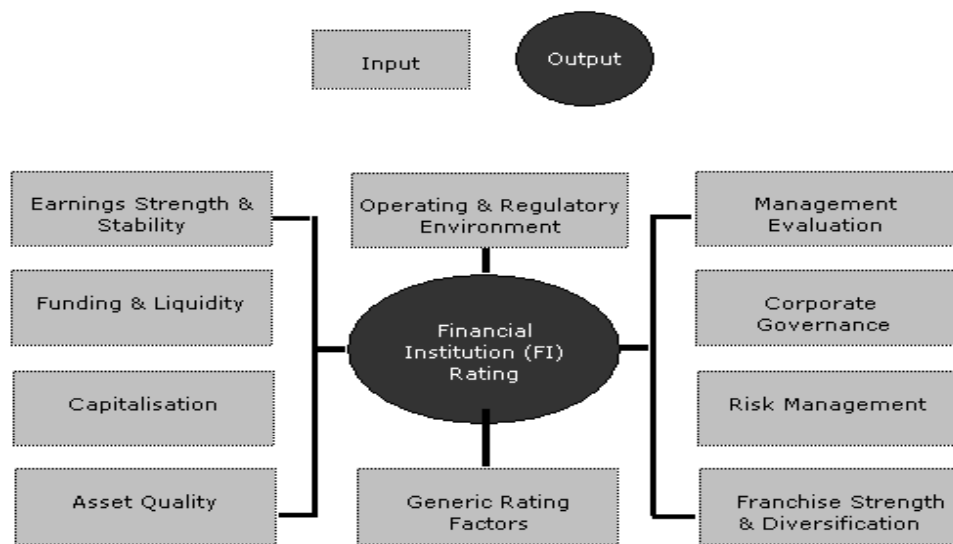 Input
Output
Earnings Strength &
Stability
Operating & Regulatory
Environment
Management
Evaluation
Funding & Liquidity
Financial
Institution (FI)
Rating
Corporate
Governance
Capitalisation
Risk Management
Asset Quality
Generic Rating
Factors
Franchise Strength
& Diversification